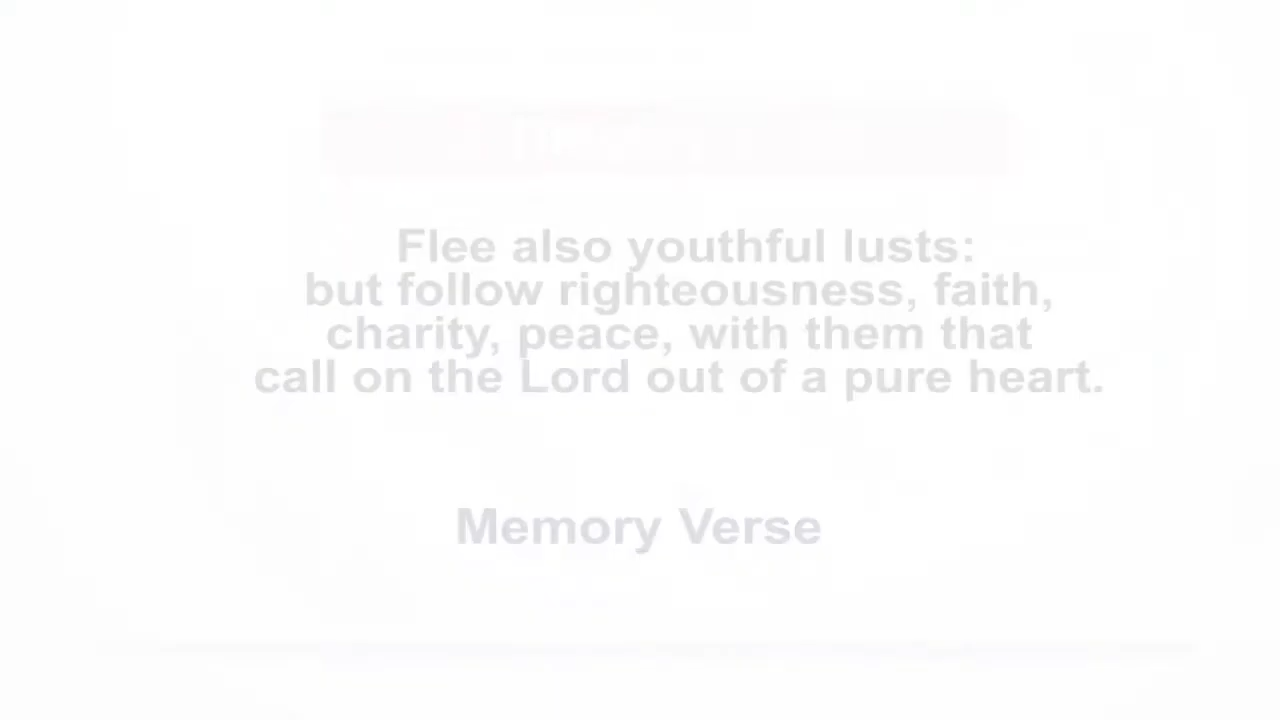 Flee also youthful lusts:
but follow righteousness, faith,
charity, peace, with them that
call on the Lord out of a pure heart.
Memory Verse